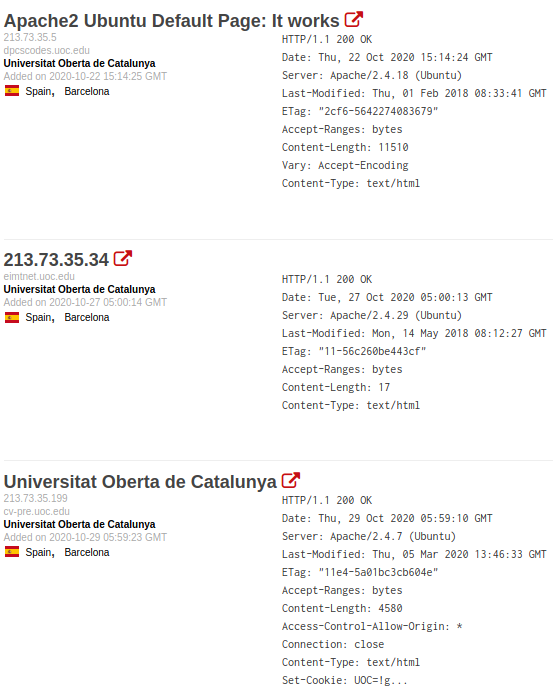 Apache2 Ubuntu Default Page: It works
213.73.35.5
dpcscodes.uoc.edu
Universitat Oberta de Catalunya
Added on 2020-10-22 15:14:25 GMT
Spain, Barcelona
HTTP/1.1 200 OK
Date: Thu, 22 Oct 2020 15:14:24 GMT
Server: Apache/2.4.18 (Ubuntu)
Last-Modified: Thu, 01 Feb 2018 08:33:41 GMT
ETag: "2cf6-5642274083679"
Accept-Ranges: bytes
Content-Length: 11510
Vary: Accept-Encoding
Content-Type: text/html
213.73.35.34
eimtnet.uoc.edu
Universitat Oberta de Catalunya
Added on 2020-10-27 05:00:14 GMT
Spain, Barcelona
HTTP/1.1 200 OK
Date: Tue, 27 Oct 2020 05:00:13 GMT
Server: Apache/2.4.29 (Ubuntu)
Last-Modified: Mon, 14 May 2018 08:12:27 GMT
ETag: "11-56c260be443cf"
Accept-Ranges: bytes
Content-Length: 17
Content-Type: text/html
Universitat Oberta de Catalunya
213.73.35.199
cv-pre.uoc.edu
Universitat Oberta de Catalunya
Added on 2020-10-29 05:59:23 GMT
Spain, Barcelona
HTTP/1.1 200 OK
Date: Thu, 29 Oct 2020 05:59:10 GMT
Server: Apache/2.4.7 (Ubuntu)
Last-Modified: Thu, 05 Mar 2020 13:46:33 GMT
ETag: "11e4-5a01bc3cb604e"
Accept-Ranges: bytes
Content-Length: 4580
Access-Control-Allow-Origin: *
Connection: close
Content-Type: text/html
Set-Cookie: UOC=!g...